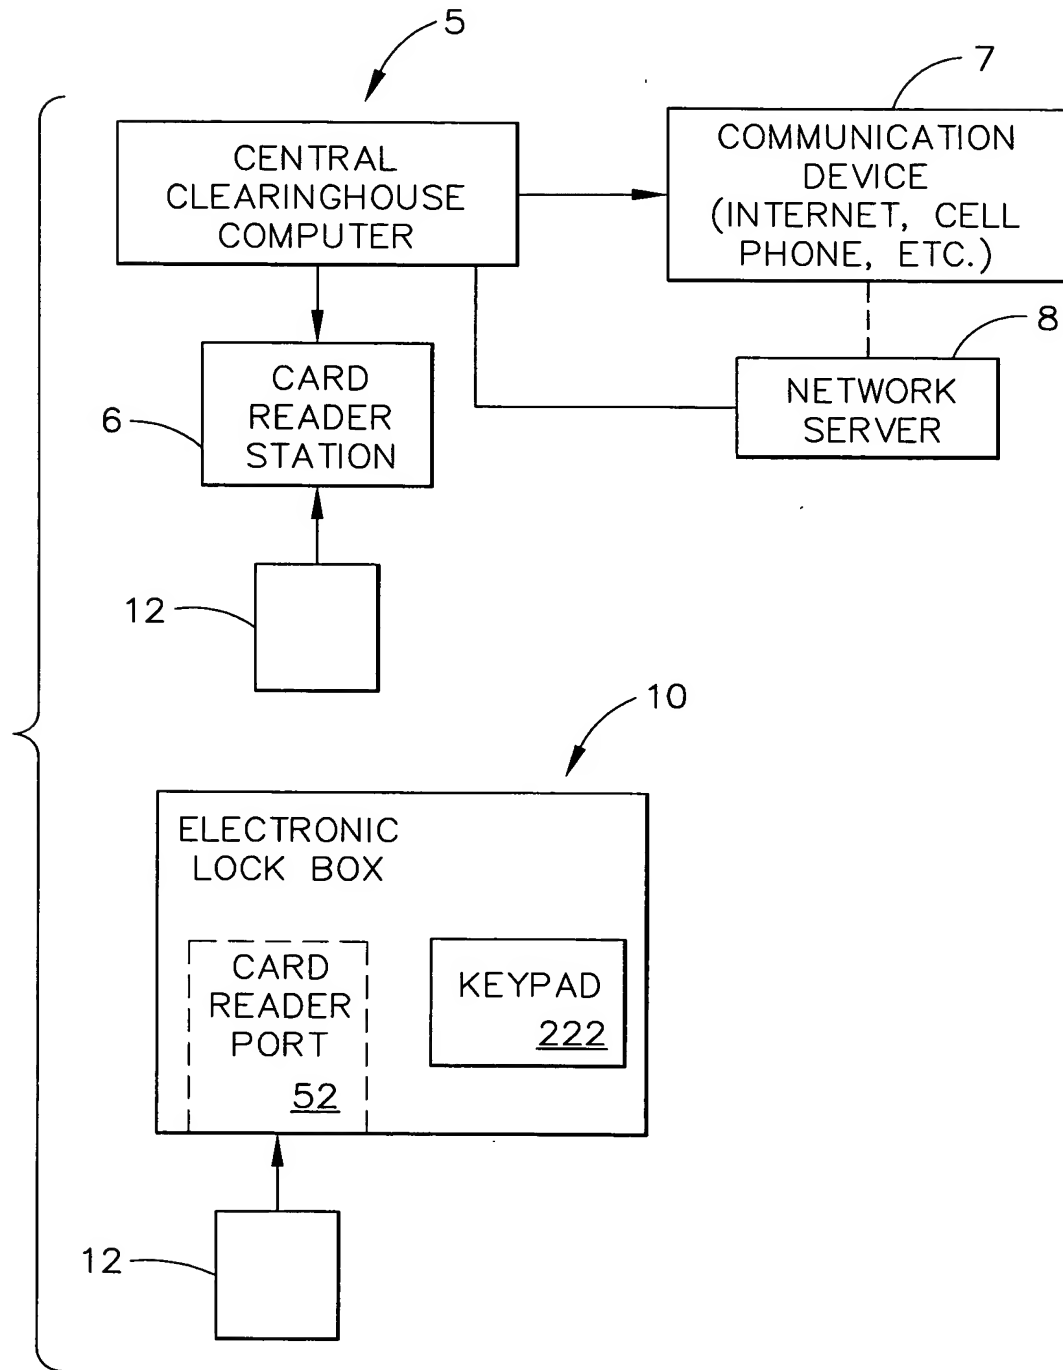 5
7
CENTRAL
CLEARINGHOUSE
COMPUTER
COMMUNICATION
DEVICE
(INTERNET, CELL
PHONE, ETC.)
8
CARD
READER
STATION
6
NETWORK
SERVER
12
10
ELECTRONIC
LOCK BOX
CARD
READER
PORT
52
KEYPAD
222
12